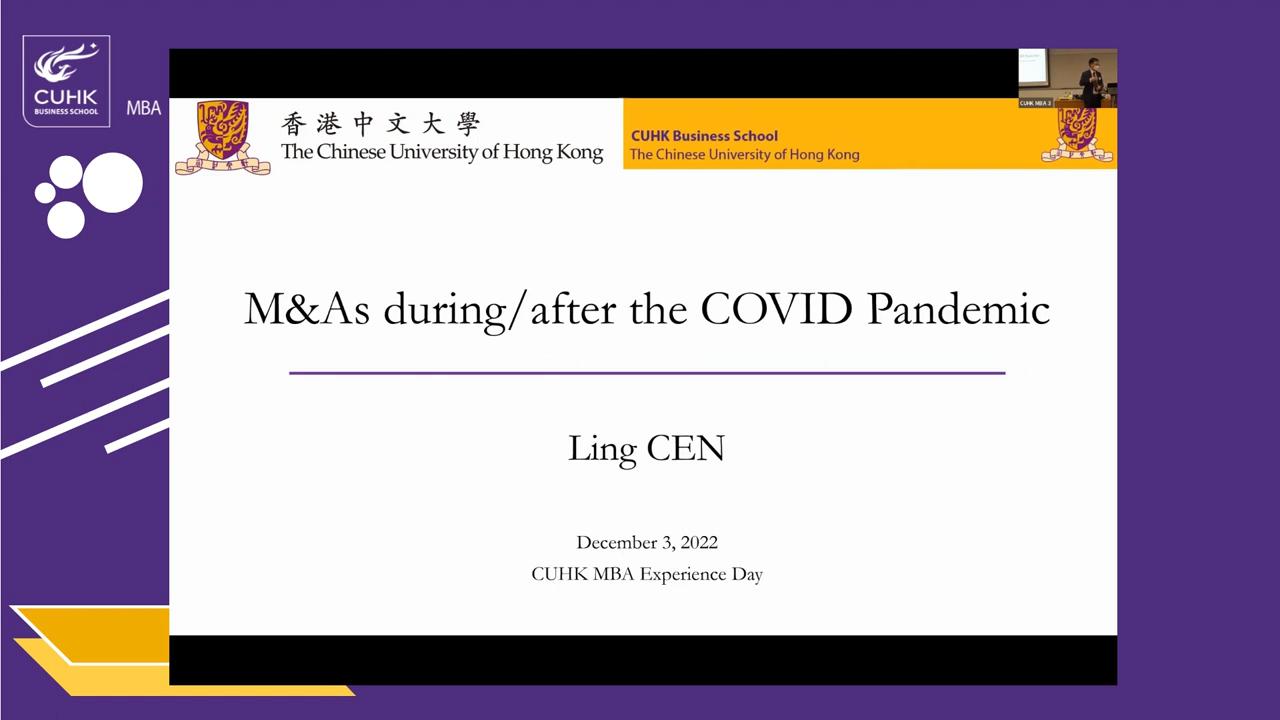 CUHK
BUSINESS SCHOOL
MBA
CUHK MBA 3
香港中文大學
The Chinese University of Hong Kong
CUHK Business School
The Chinese University of Hong Kong
M&As during/after the COVID Pandemic
Ling CEN
December 3, 2022
CUHK MBA Experience Day